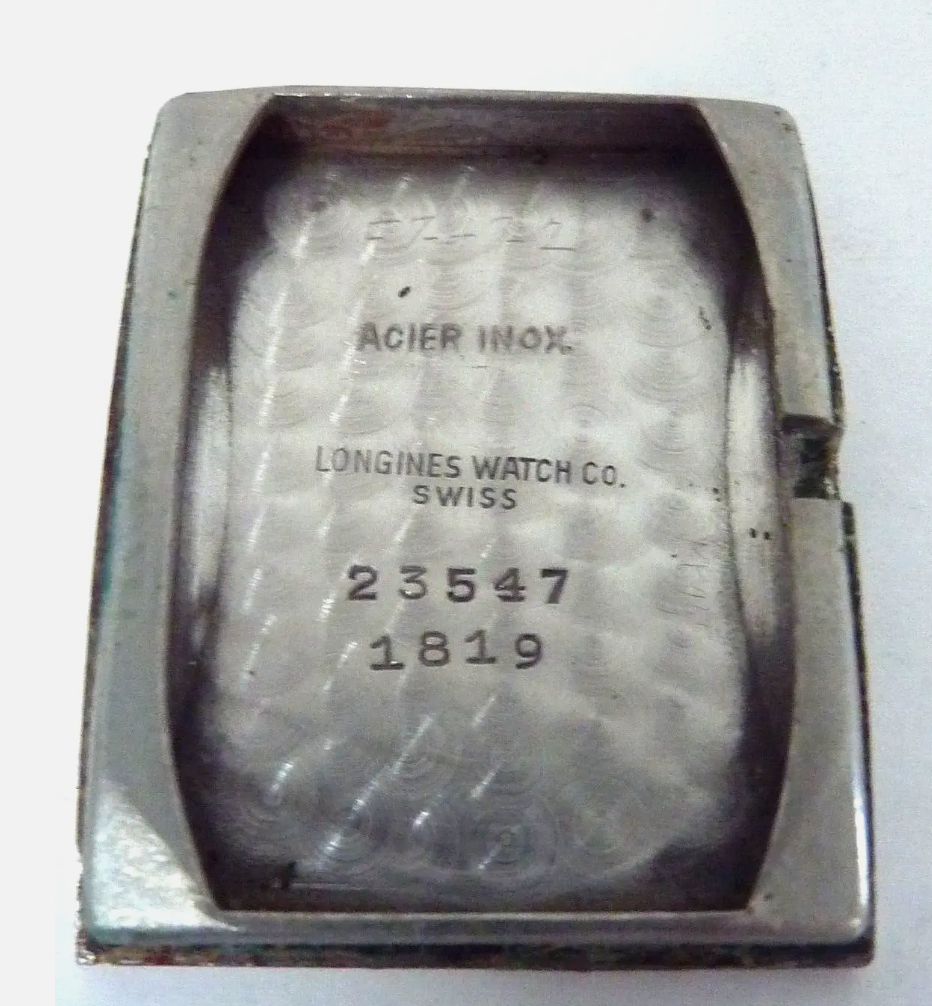 ACIER INOX.
LONGINES WATCH CO.
SWISS
23547
1819